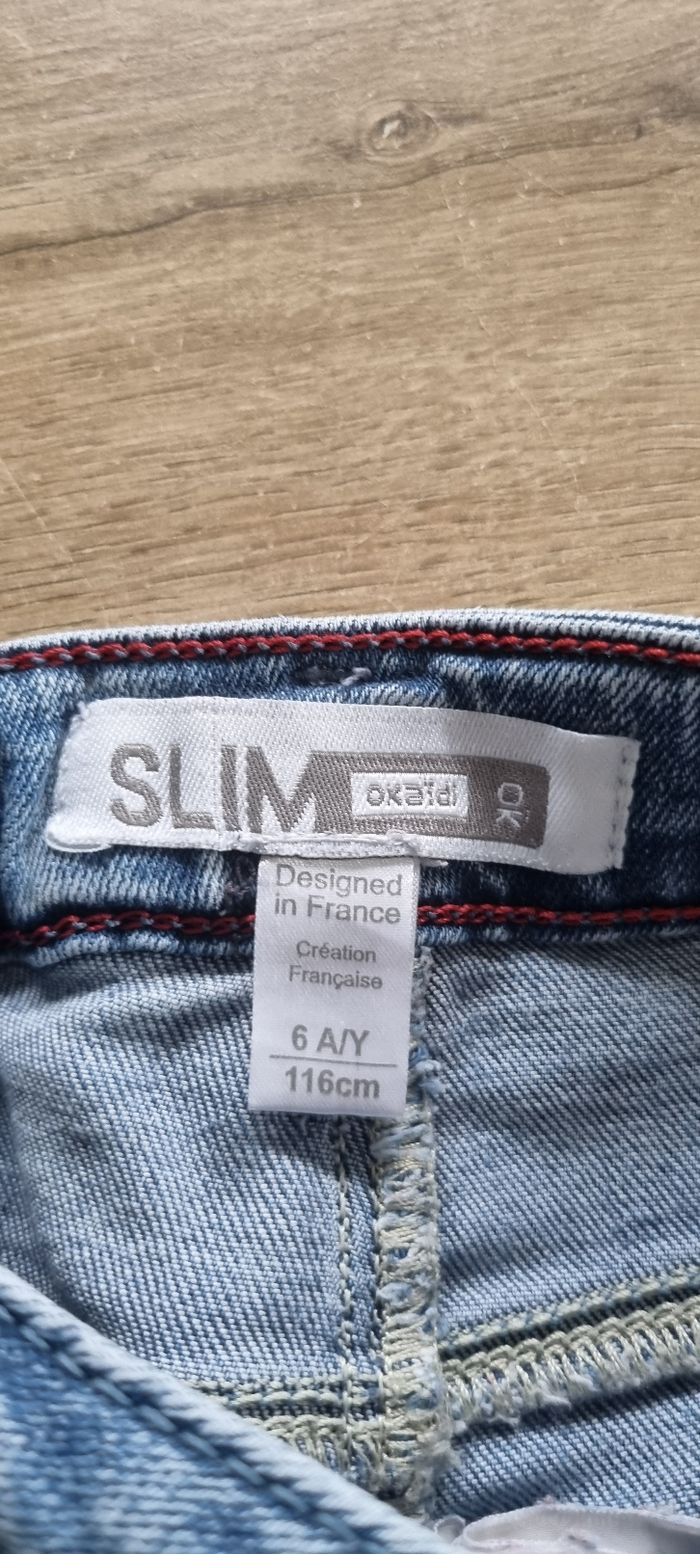 SLIM okaïdi OK
Designed
in France
Création
Française
6 A/Y
116cm